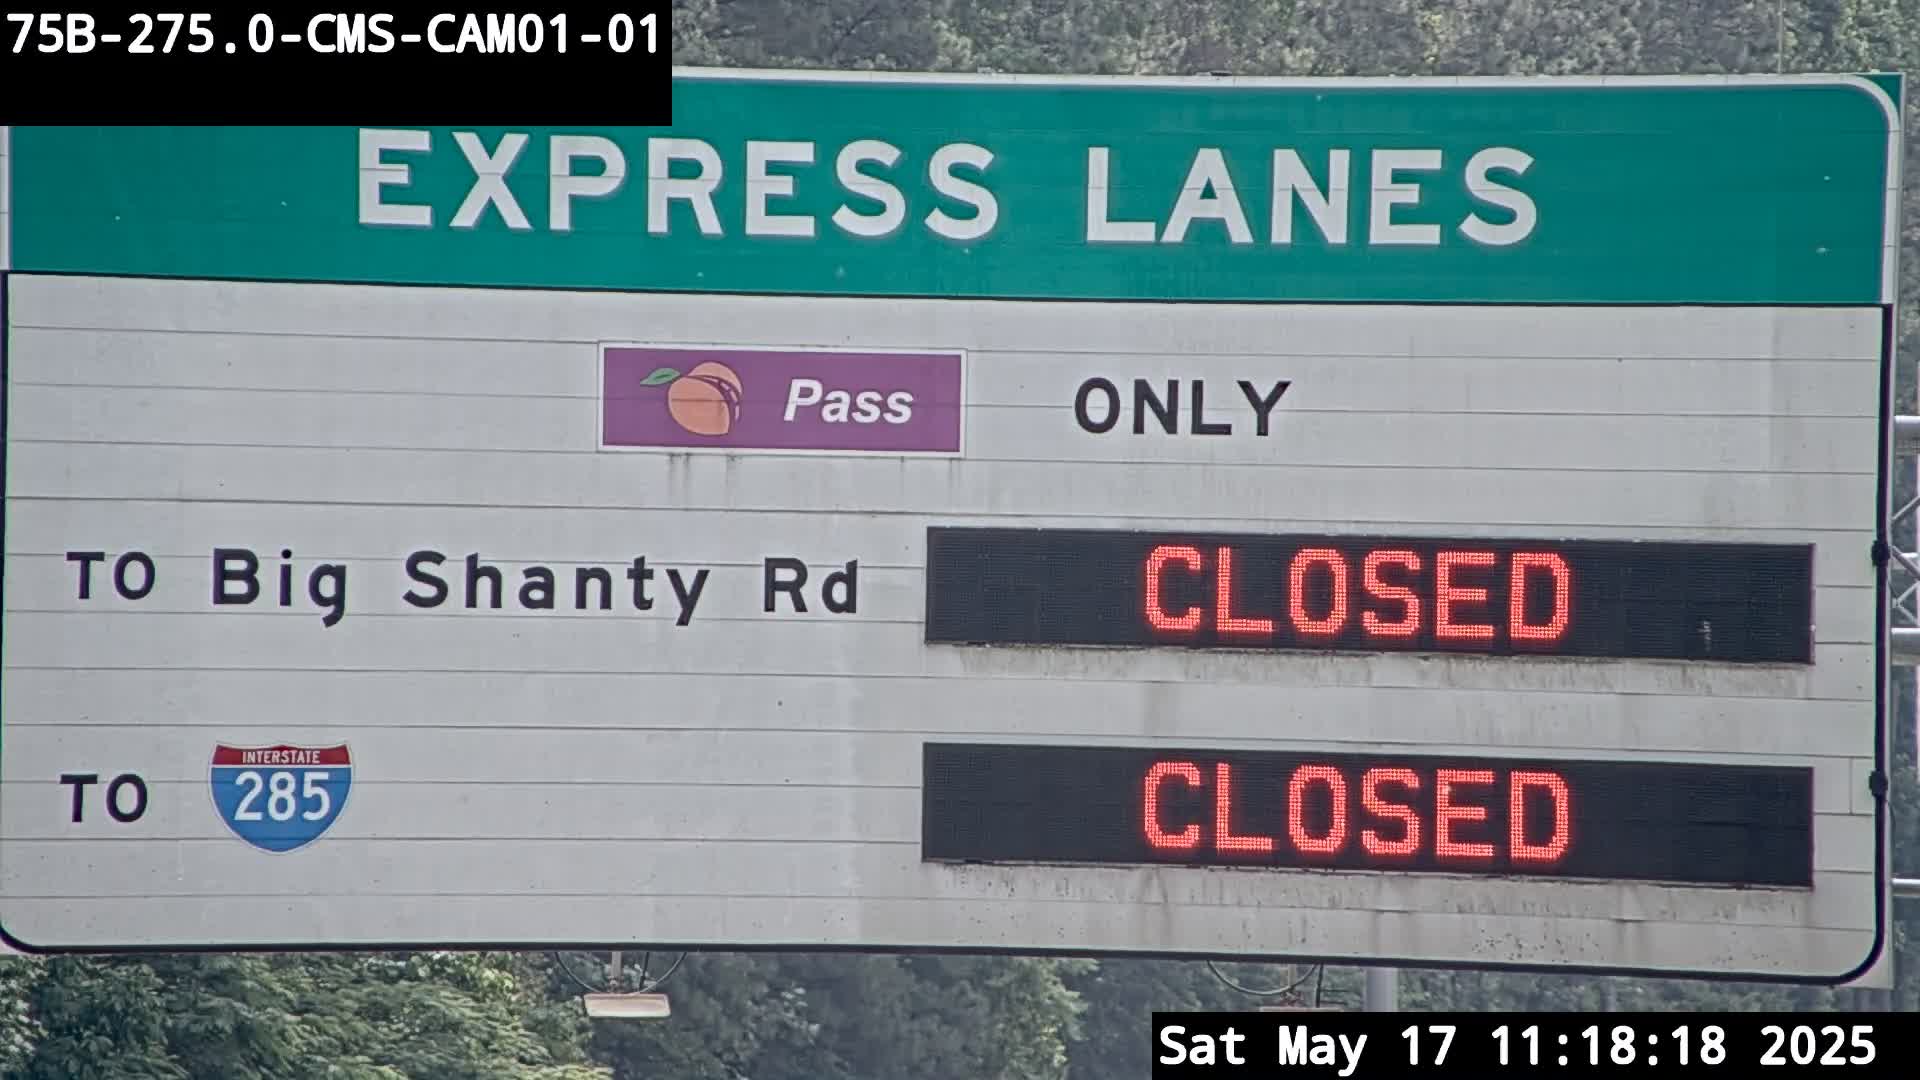 75B-275.0-CMS-CAM01-01
EXPRESS LANES
Pass ONLY
TO Big Shanty Rd CLOSED
INTERSTATE
TO 285 CLOSED
Sat May 17 11:18:18 2025